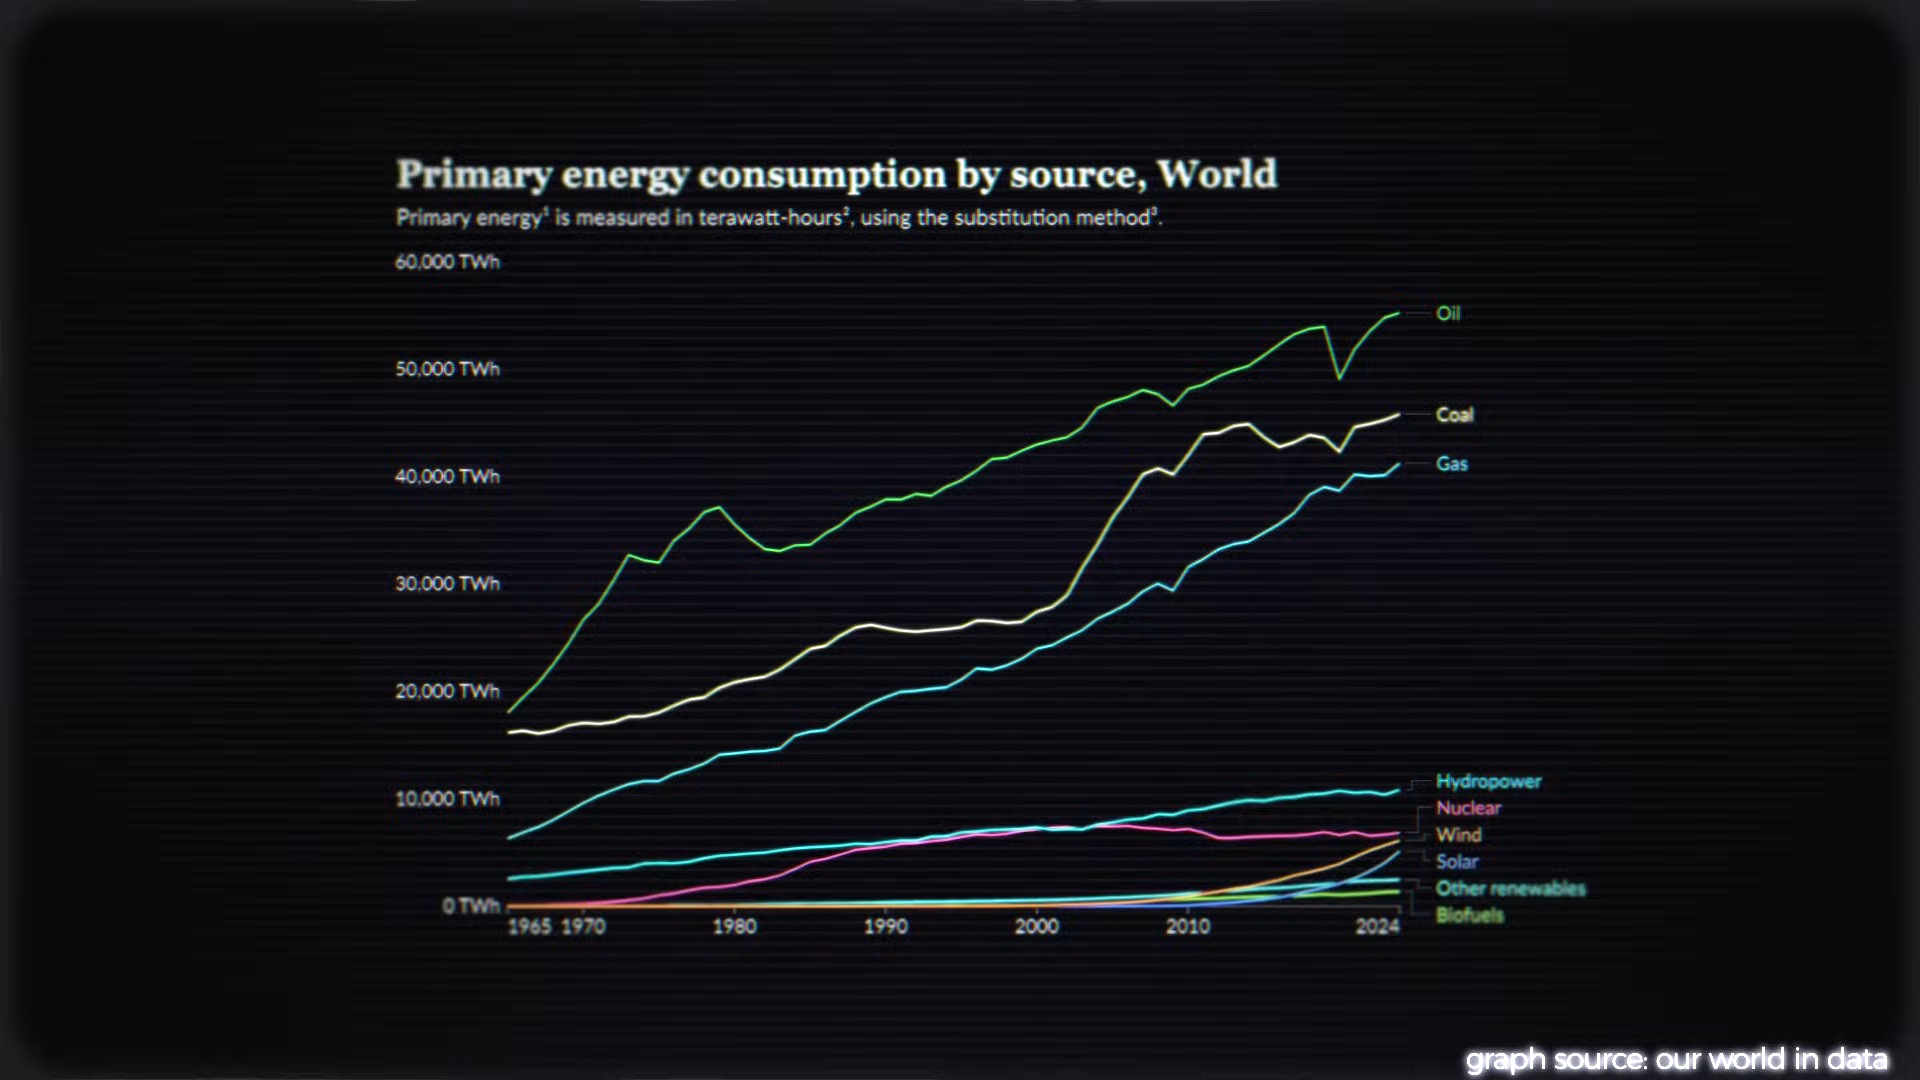 Primary energy consumption by source, World
Primary energy¹ is measured in terawatt-hours², using the substitution method³.
60,000 TWh
50,000 TWh
40,000 TWh
30,000 TWh
20,000 TWh
10,000 TWh
0 TWh
1965 1970 1980 1990 2000 2010 2024
Oil
Coal
Gas
Hydropower
Nuclear
Wind
Solar
Other renewables
Biofuels
graph source: our world in data